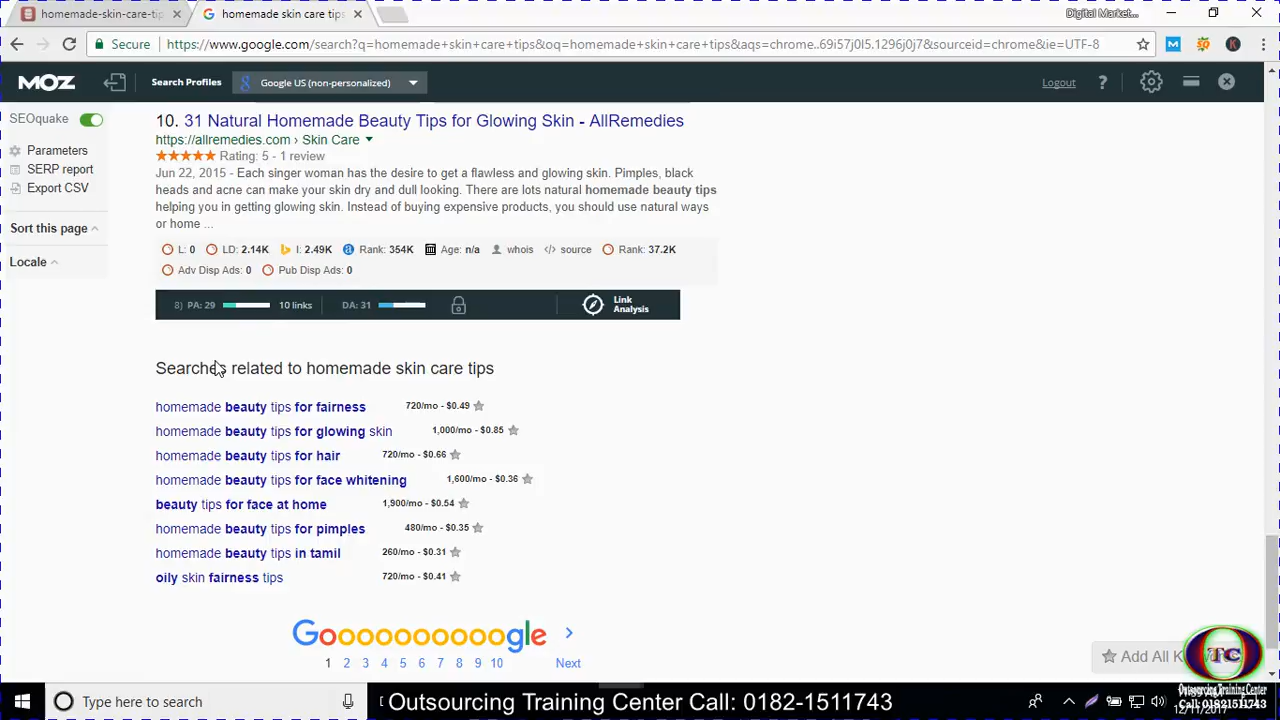 homemade-skin-care-tip
homemade skin care tips
Digital Market...
Secure
https://www.google.com/search?q=homemade+skin+care+tips&oq=homemade+skin+care+tips&aqs=chrome..69i57j0l5.1296j0j7&sourceid=chrome&ie=UTF-8
MOZ
Search Profiles
Google US (non-personalized)
Logout
?
SEOquake
Parameters
SERP report
Export CSV
Sort this page
Locale
10. 31 Natural Homemade Beauty Tips for Glowing Skin - AllRemedies
https://allremedies.com › Skin Care
Rating: 5 - 1 review
Jun 22, 2015 - Each singer woman has the desire to get a flawless and glowing skin. Pimples, black
heads and acne can make your skin dry and dull looking. There are lots natural homemade beauty tips
helping you in getting glowing skin. Instead of buying expensive products, you should use natural ways
or home ...
L: 0 LD: 2.14K I: 2.49K Rank: 354K Age: n/a whois source Rank: 37.2K
Adv Disp Ads: 0 Pub Disp Ads: 0
8) PA: 29 10 links DA: 31 Link
Analysis
Searches related to homemade skin care tips
homemade beauty tips for fairness 720/mo - $0.49
homemade beauty tips for glowing skin 1,000/mo - $0.85
homemade beauty tips for hair 720/mo - $0.66
homemade beauty tips for face whitening 1,600/mo - $0.36
beauty tips for face at home 1,900/mo - $0.54
homemade beauty tips for pimples 480/mo - $0.35
homemade beauty tips in tamil 260/mo - $0.31
oily skin fairness tips 720/mo - $0.41
Goooooooooogle
1 2 3 4 5 6 7 8 9 10 Next
Add All
OTC
Outsourcing Training Center
Call: 01821511743
Type here to search
Outsourcing Training Center Call: 0182-1511743